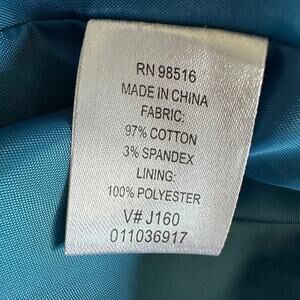 RN 98516
MADE IN CHINA
FABRIC:
97% COTTON
3% SPANDEX
LINING:
100% POLYESTER
V# J160
011036917